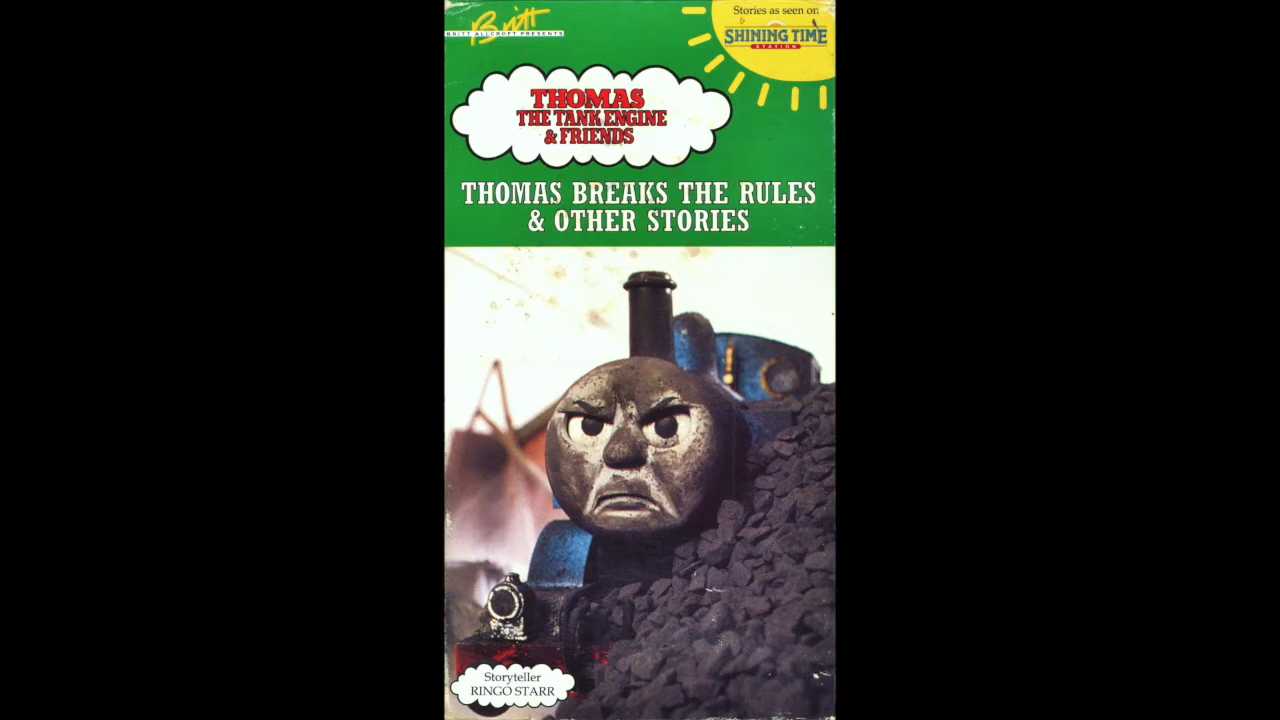 Britt
BRITT ALLCROFT PRESENTS
Stories as seen on
SHINING TIME
STATION
THOMAS
THE TANK ENGINE
& FRIENDS
THOMAS BREAKS THE RULES
& OTHER STORIES
Storyteller
RINGO STARR